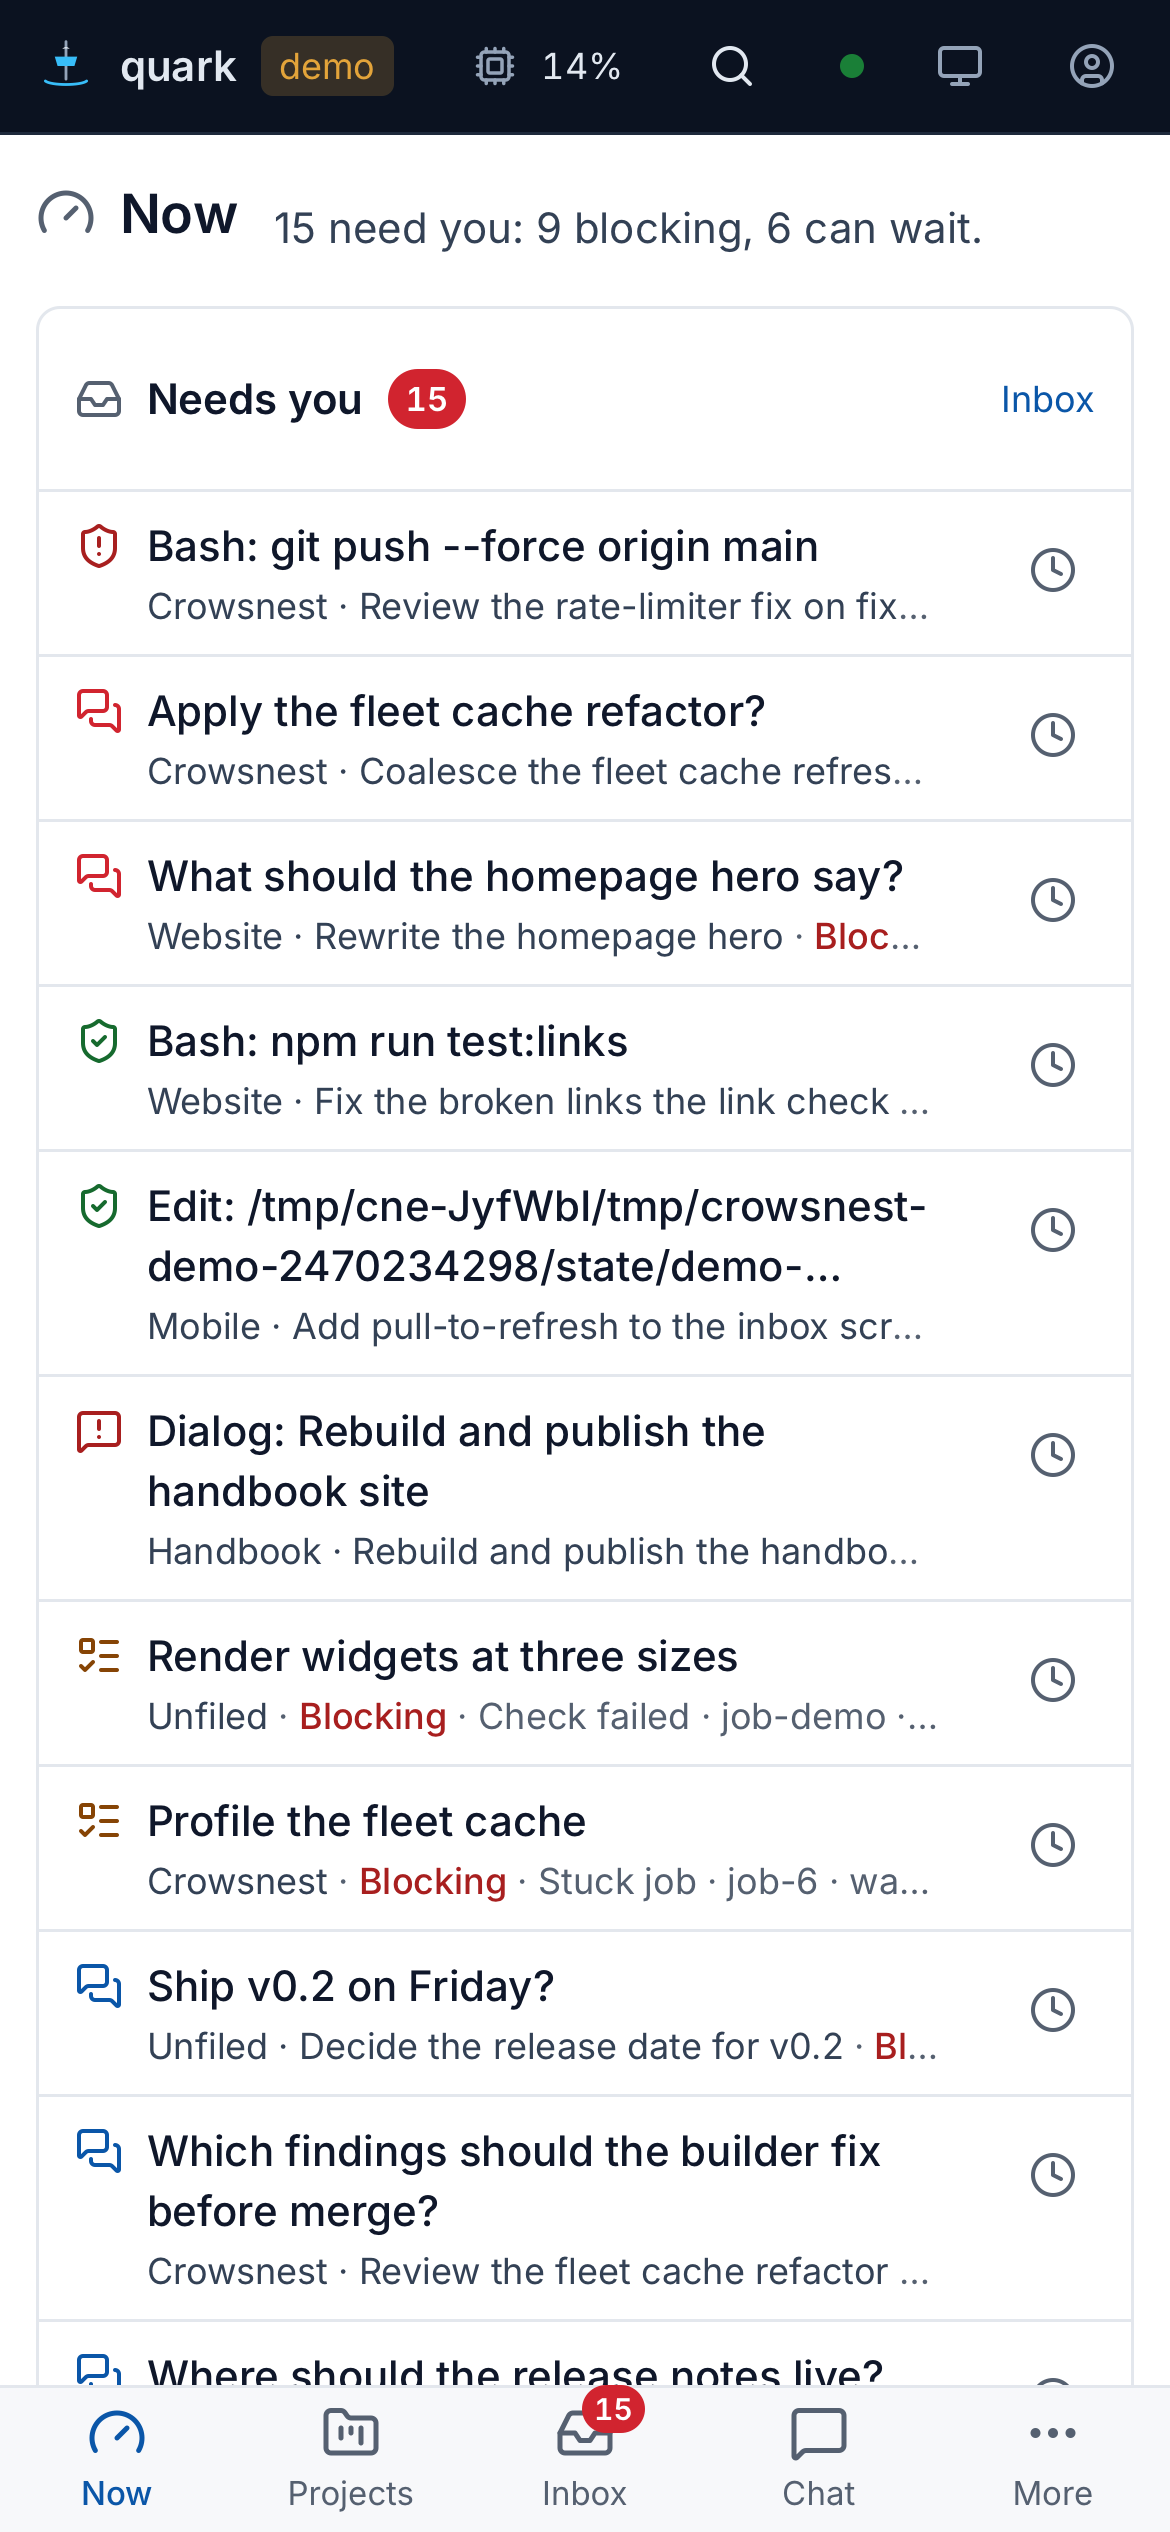 quark demo 14%
Now 15 need you: 9 blocking, 6 can wait.
Needs you 15 Inbox
Bash: git push --force origin main
Crowsnest · Review the rate-limiter fix on fix...
Apply the fleet cache refactor?
Crowsnest · Coalesce the fleet cache refres...
What should the homepage hero say?
Website · Rewrite the homepage hero · Bloc...
Bash: npm run test:links
Website · Fix the broken links the link check ...
Edit: /tmp/cne-JyfWbI/tmp/crowsnest-
demo-2470234298/state/demo-...
Mobile · Add pull-to-refresh to the inbox scr...
Dialog: Rebuild and publish the
handbook site
Handbook · Rebuild and publish the handbo...
Render widgets at three sizes
Unfiled · Blocking · Check failed · job-demo ·...
Profile the fleet cache
Crowsnest · Blocking · Stuck job · job-6 · wa...
Ship v0.2 on Friday?
Unfiled · Decide the release date for v0.2 · Bl...
Which findings should the builder fix
before merge?
Crowsnest · Review the fleet cache refactor ...
Where should the release notes live?
15
Now Projects Inbox Chat More